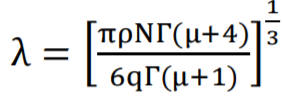 λ = [πρNΓ(μ+4) / 6qΓ(μ+1)]^(1/3)